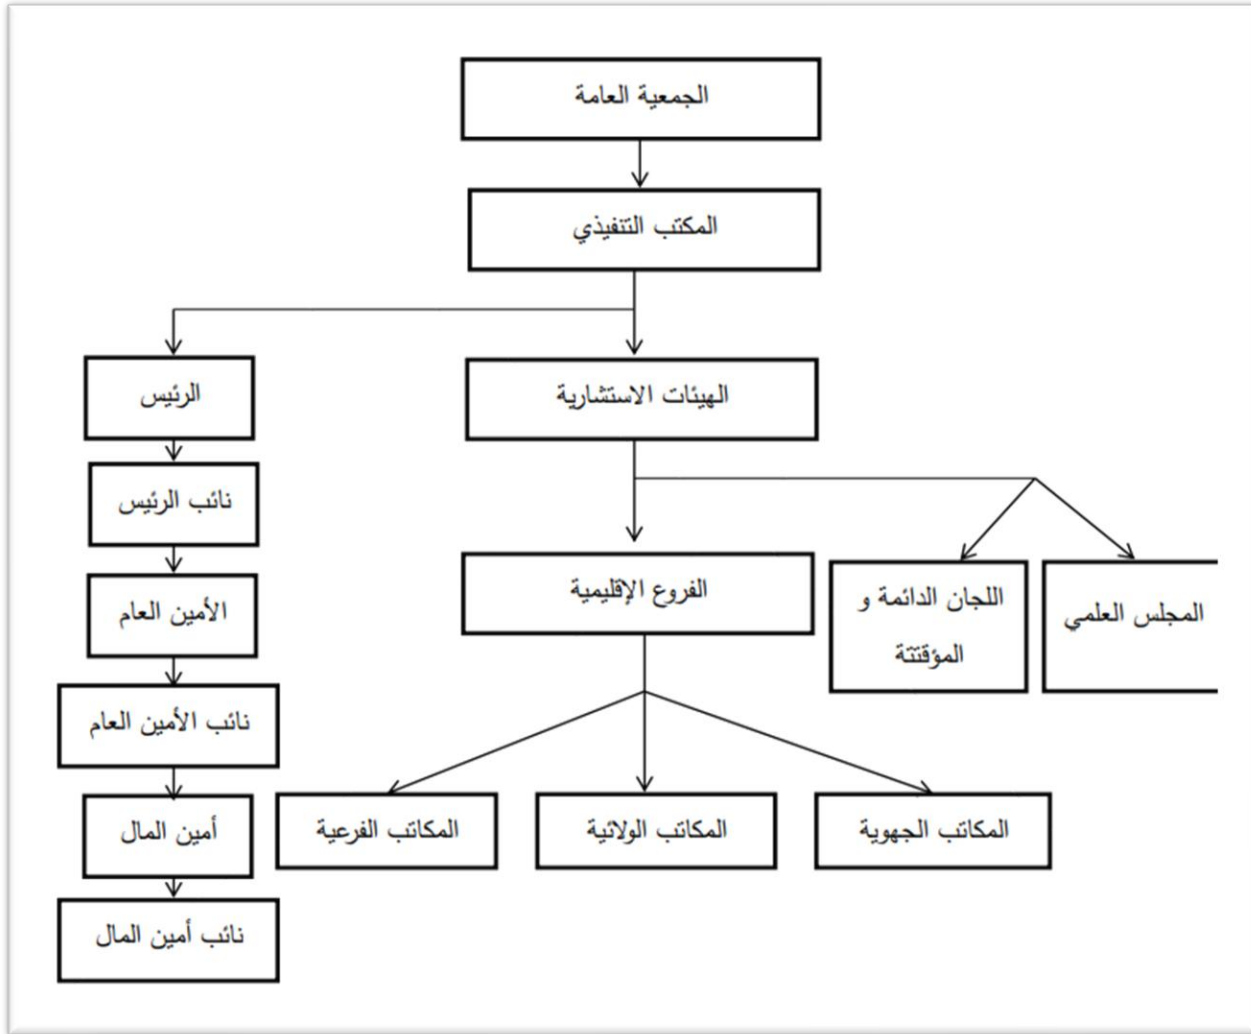 الجمعية العامة
المكتب التنفيذي
الهيئات الاستشارية
الرئيس
نائب الرئيس
الأمين العام
نائب الأمين العام
أمين المال
نائب أمين المال
المجلس العلمي
اللجان الدائمة و
المؤقتتة
الفروع الإقليمية
المكاتب الجهوية
المكاتب الولائية
المكاتب الفرعية